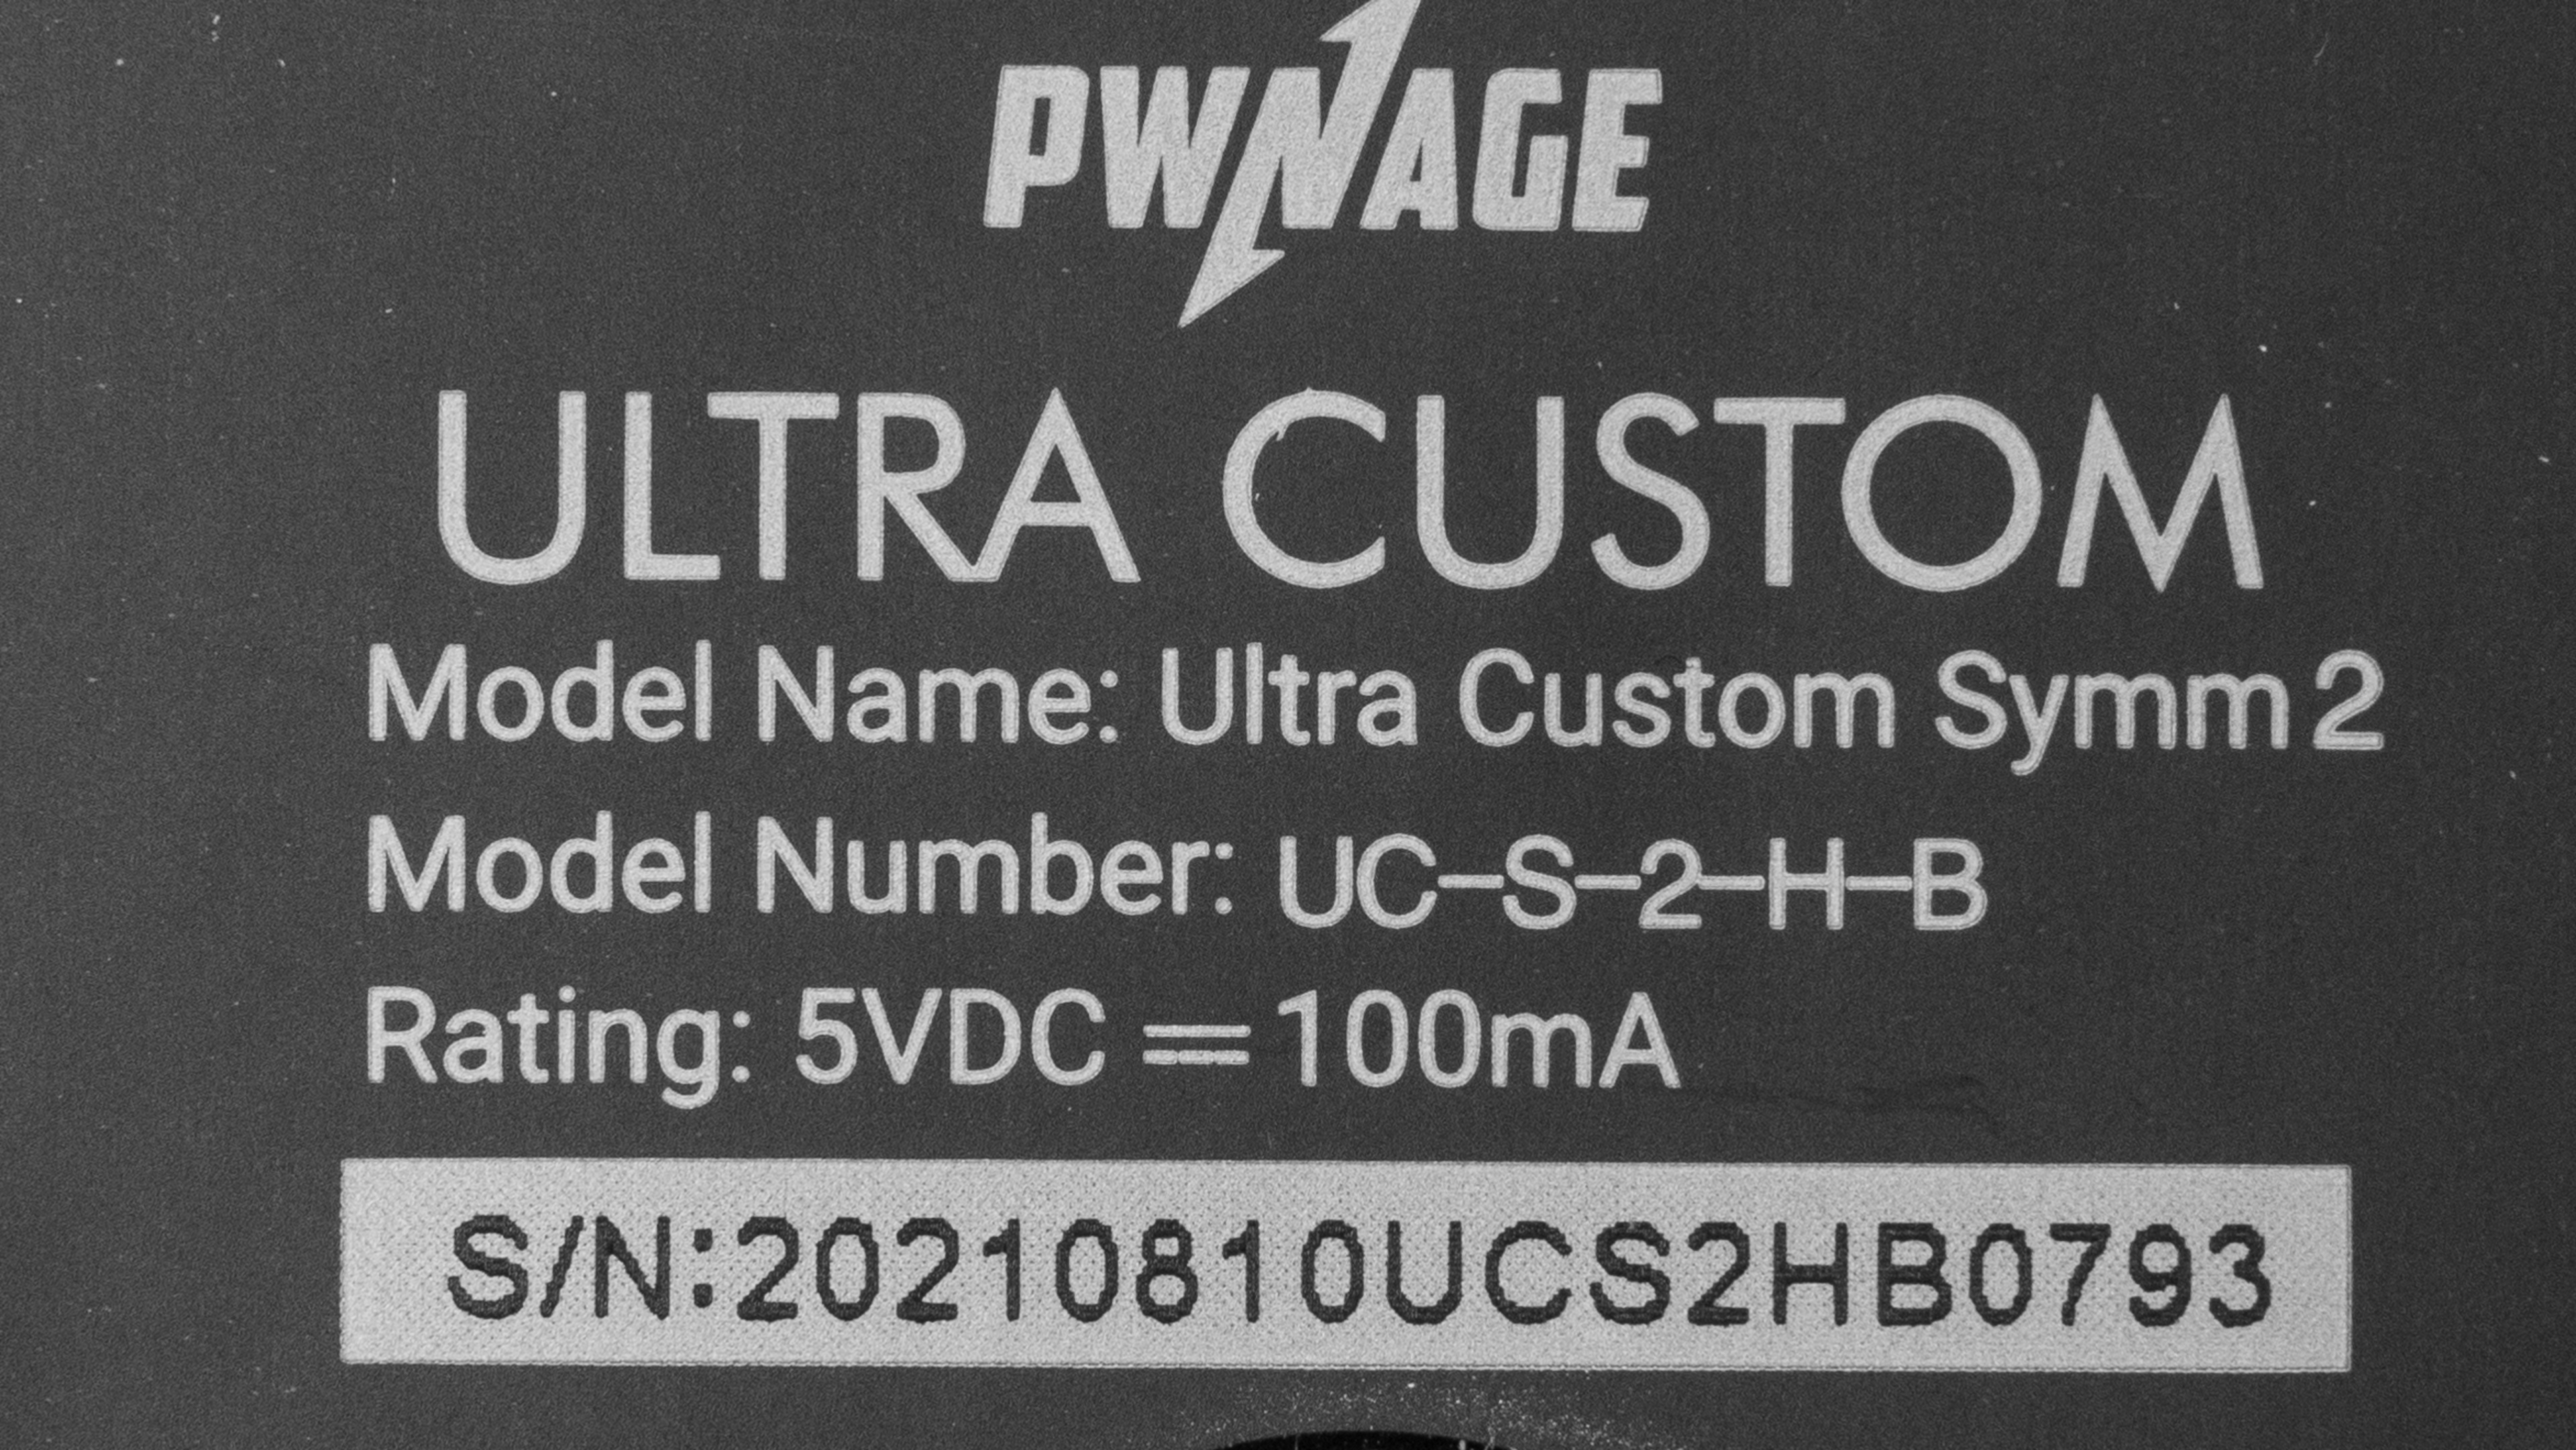 PWNAGE
ULTRA CUSTOM
Model Name: Ultra Custom Symm 2
Model Number: UC-S-2-H-B
Rating: 5VDC ⎓ 100mA
S/N:20210810UCS2HB0793